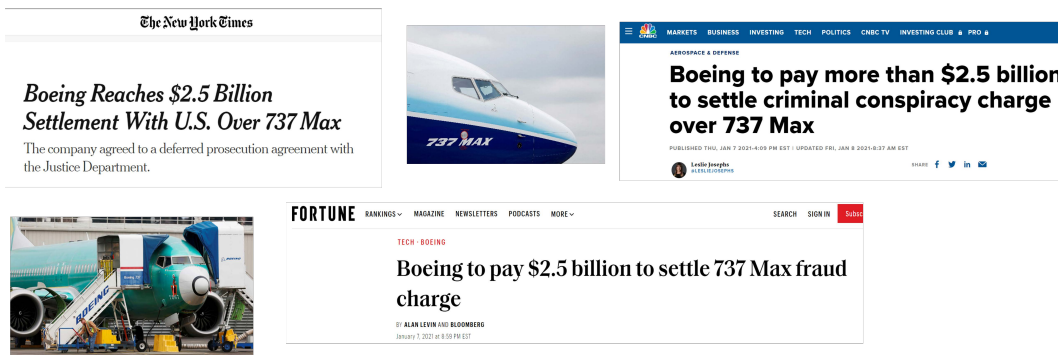 The New York Times
Boeing Reaches $2.5 Billion
Settlement With U.S. Over 737 Max
The company agreed to a deferred prosecution agreement with
the Justice Department.
737 MAX
CNBC
MARKETS BUSINESS INVESTING TECH POLITICS CNBC TV INVESTING CLUB PRO
AEROSPACE & DEFENSE
Boeing to pay more than $2.5 billion
to settle criminal conspiracy charge
over 737 Max
PUBLISHED THU, JAN 7 2021•4:09 PM EST | UPDATED FRI, JAN 8 2021•8:37 AM EST
Leslie Josephs
@LESLIEJOSEPHS
SHARE
BOEING
FORTUNE
RANKINGS MAGAZINE NEWSLETTERS PODCASTS MORE
SEARCH SIGN IN Subsc
TECH · BOEING
Boeing to pay $2.5 billion to settle 737 Max fraud
charge
BY ALAN LEVIN AND BLOOMBERG
January 7, 2021 at 8:59 PM EST